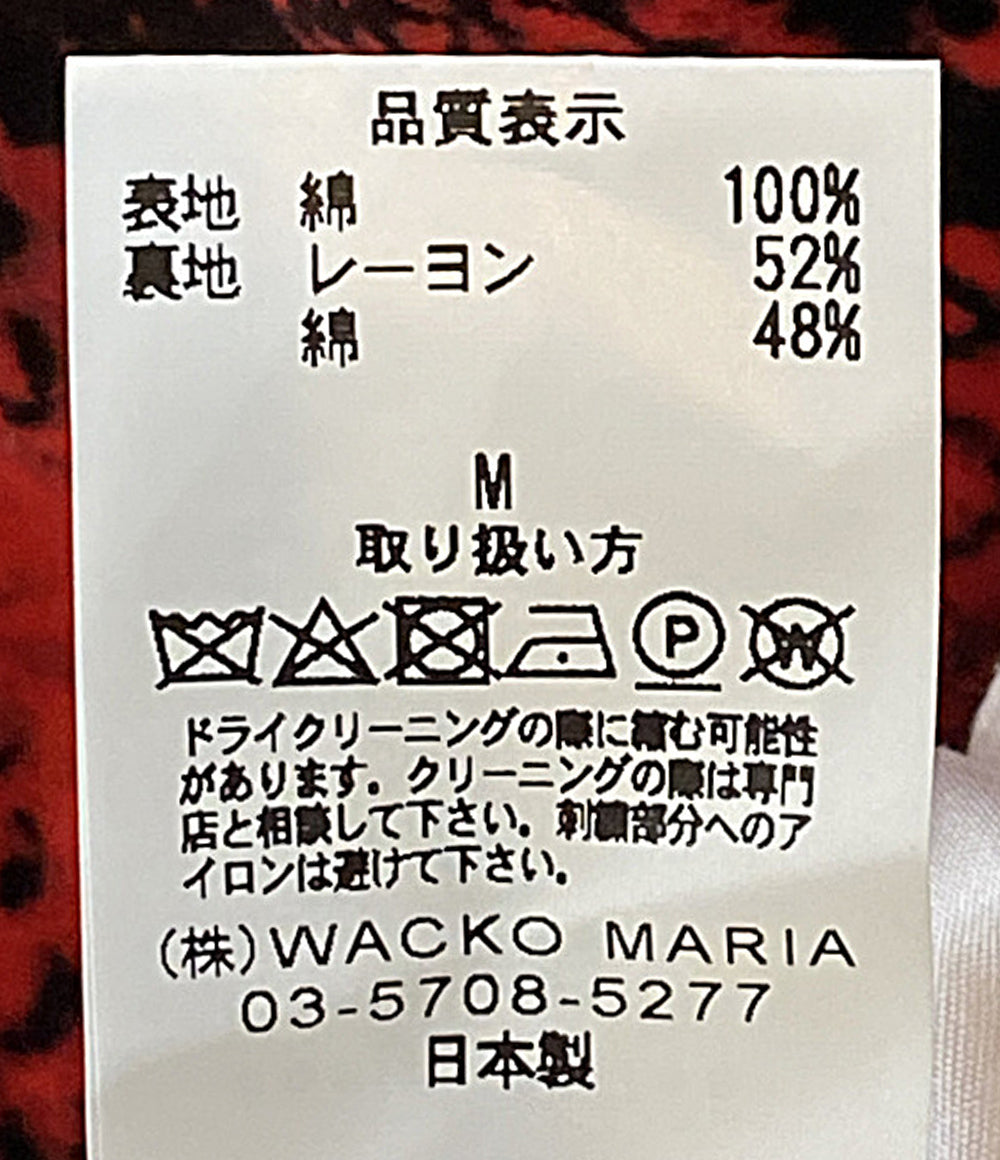 品質表示
表地 綿 100%
裏地 レーヨン 52%
綿 48%
M
取り扱い方
P W
ドライクリーニングの際に縮む可能性
があります。クリーニングの際は専門
店と相談して下さい。刺繍部分へのア
イロンは避けて下さい。
(株)WACKO MARIA
03-5708-5277
日本製